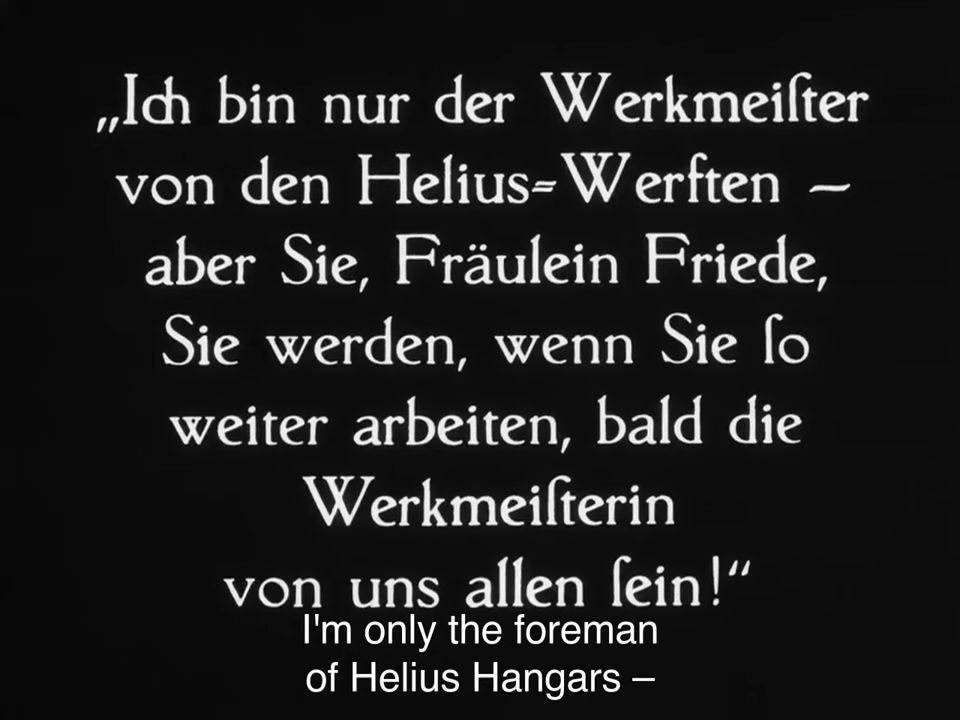 „Ich bin nur der Werkmeiſter
von den Helius-Werften —
aber Sie, Fräulein Friede,
Sie werden, wenn Sie ſo
weiter arbeiten, bald die
Werkmeiſterin
von uns allen ſein!“
I'm only the foreman
of Helius Hangars –